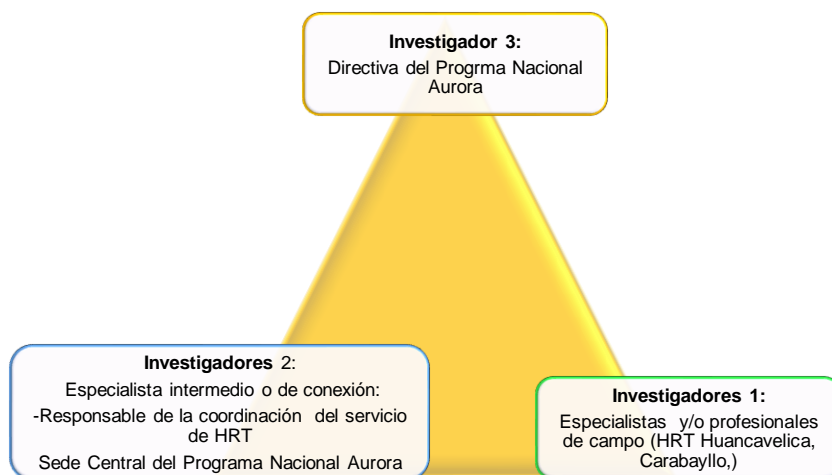 Investigador 3:
Directiva del Progrma Nacional
Aurora
Investigadores 2:
Especialista intermedio o de conexión:
-Responsable de la coordinación del servicio
de HRT
Sede Central del Programa Nacional Aurora
Investigadores 1:
Especialistas y/o profesionales
de campo (HRT Huancavelica,
Carabayllo,)